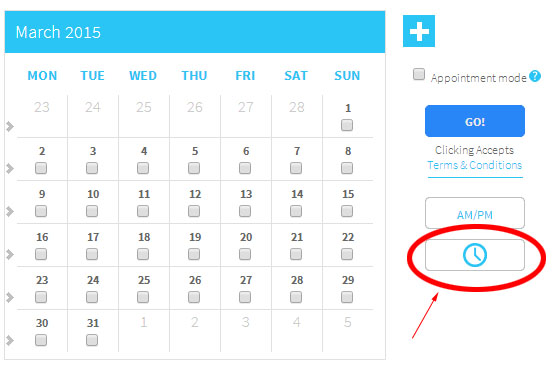 March 2015
MON TUE WED THU FRI SAT SUN
23 24 25 26 27 28 1
2 3 4 5 6 7 8
9 10 11 12 13 14 15
16 17 18 19 20 21 22
23 24 25 26 27 28 29
30 31 1 2 3 4 5
Appointment mode ?
GO!
Clicking Accepts
Terms & Conditions
AM/PM